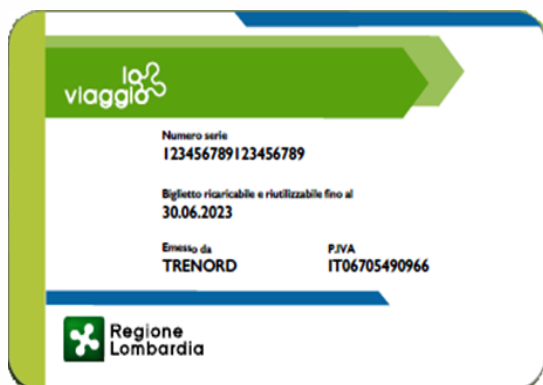 io
viaggio
Numero serie
123456789123456789
Biglietto ricaricabile e riutilizzabile fino al
30.06.2023
Emesso da P.IVA
TRENORD IT06705490966
Regione
Lombardia